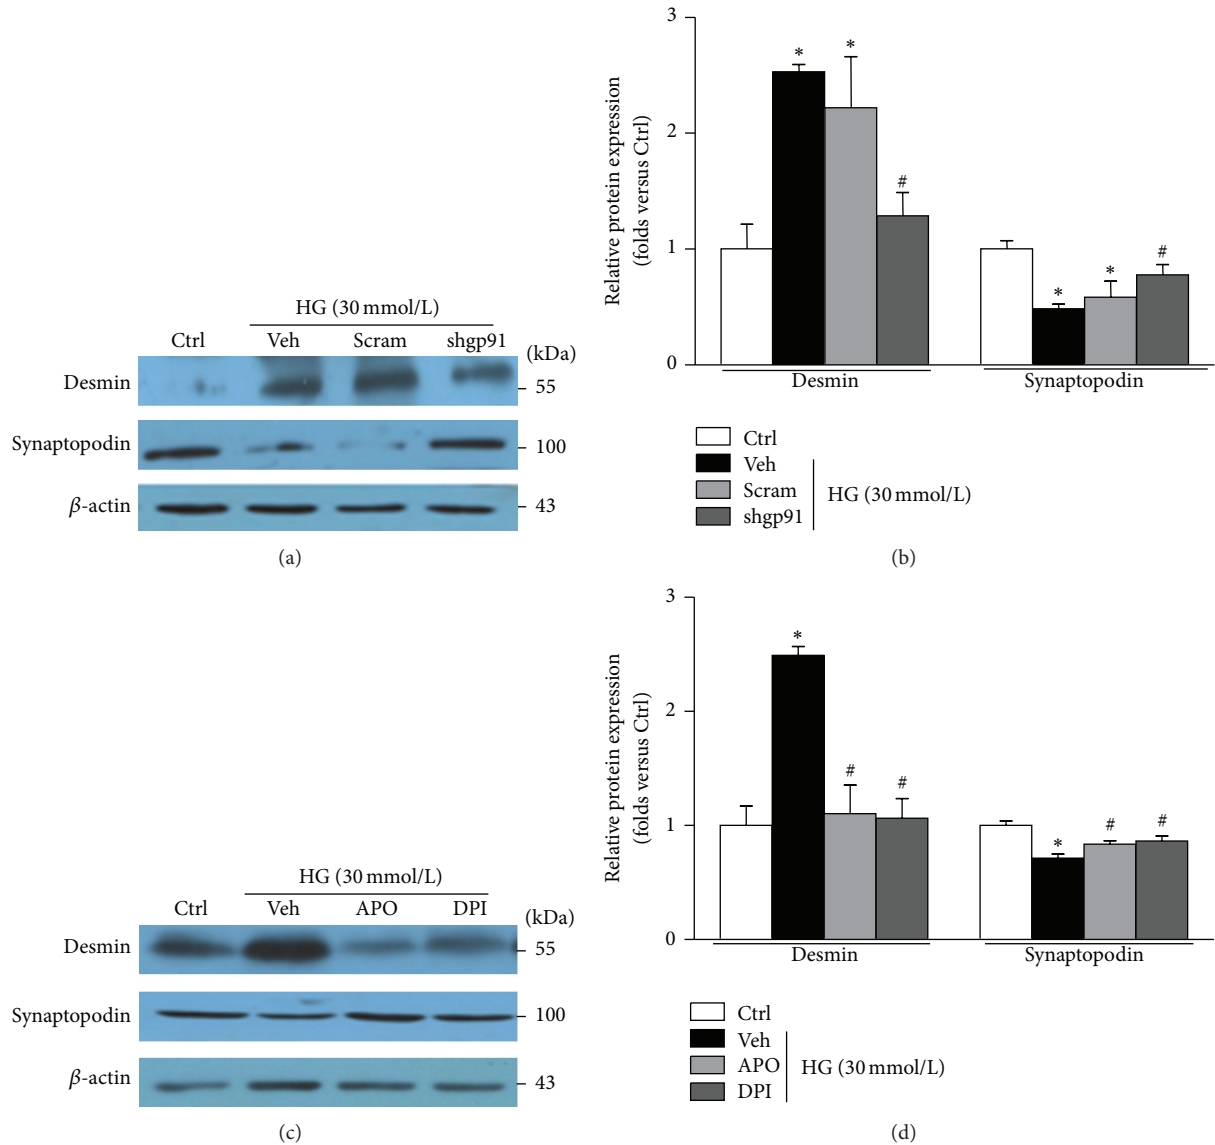 HG (30 mmol/L)
Ctrl Veh Scram shgp91 (kDa)
Desmin 55
Synaptopodin 100
β-actin 43
(a)
Relative protein expression
(folds versus Ctrl)
3
2
1
0
* * #
* * #
Desmin Synaptopodin
Ctrl
Veh
Scram
shgp91
HG (30 mmol/L)
(b)
HG (30 mmol/L)
Ctrl Veh APO DPI (kDa)
Desmin 55
Synaptopodin 100
β-actin 43
(c)
Relative protein expression
(folds versus Ctrl)
3
2
1
0
* # #
* # #
Desmin Synaptopodin
Ctrl
Veh
APO
DPI
HG (30 mmol/L)
(d)